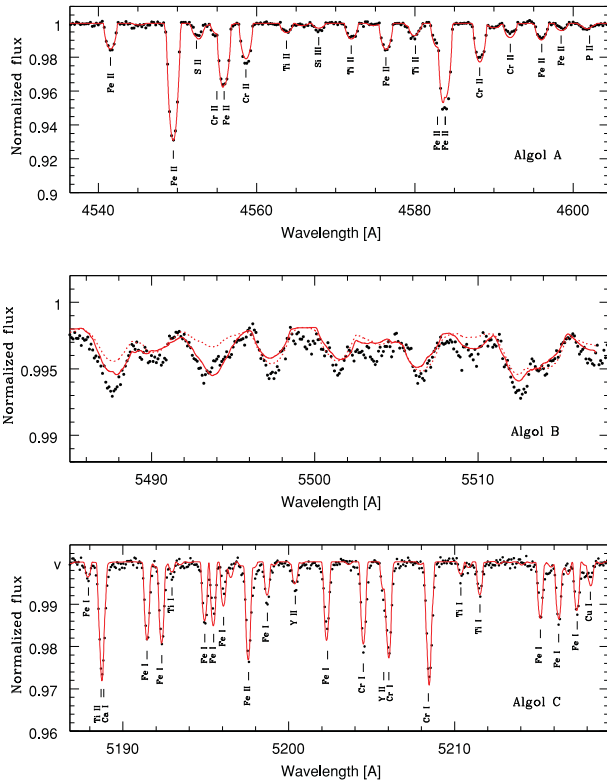 1
0.98
0.96
0.94
0.92
0.9
Normalized flux
Fe II
Fe II
S II
Cr II
Fe II
Cr II
Ti II
Si III
Ti II
Fe II
Ti II
Fe II
Fe II
Cr II
Cr II
Fe II
Fe II
P II
Algol A
4540
4560
4580
4600
Wavelength [A]
1
0.995
0.99
Normalized flux
Algol B
5490
5500
5510
Wavelength [A]
v
0.99
0.98
0.97
0.96
Normalized flux
Fe I
Ti II
Ca I
Fe I
Fe I
Ti I
Fe I
Fe I
Fe I
Fe II
Fe I
Y II
Fe I
Cr I
Y II
Cr I
Cr I
Ti I
Ti I
Fe I
Fe I
Fe I
Cu I
Algol C
5190
5200
5210
Wavelength [A]